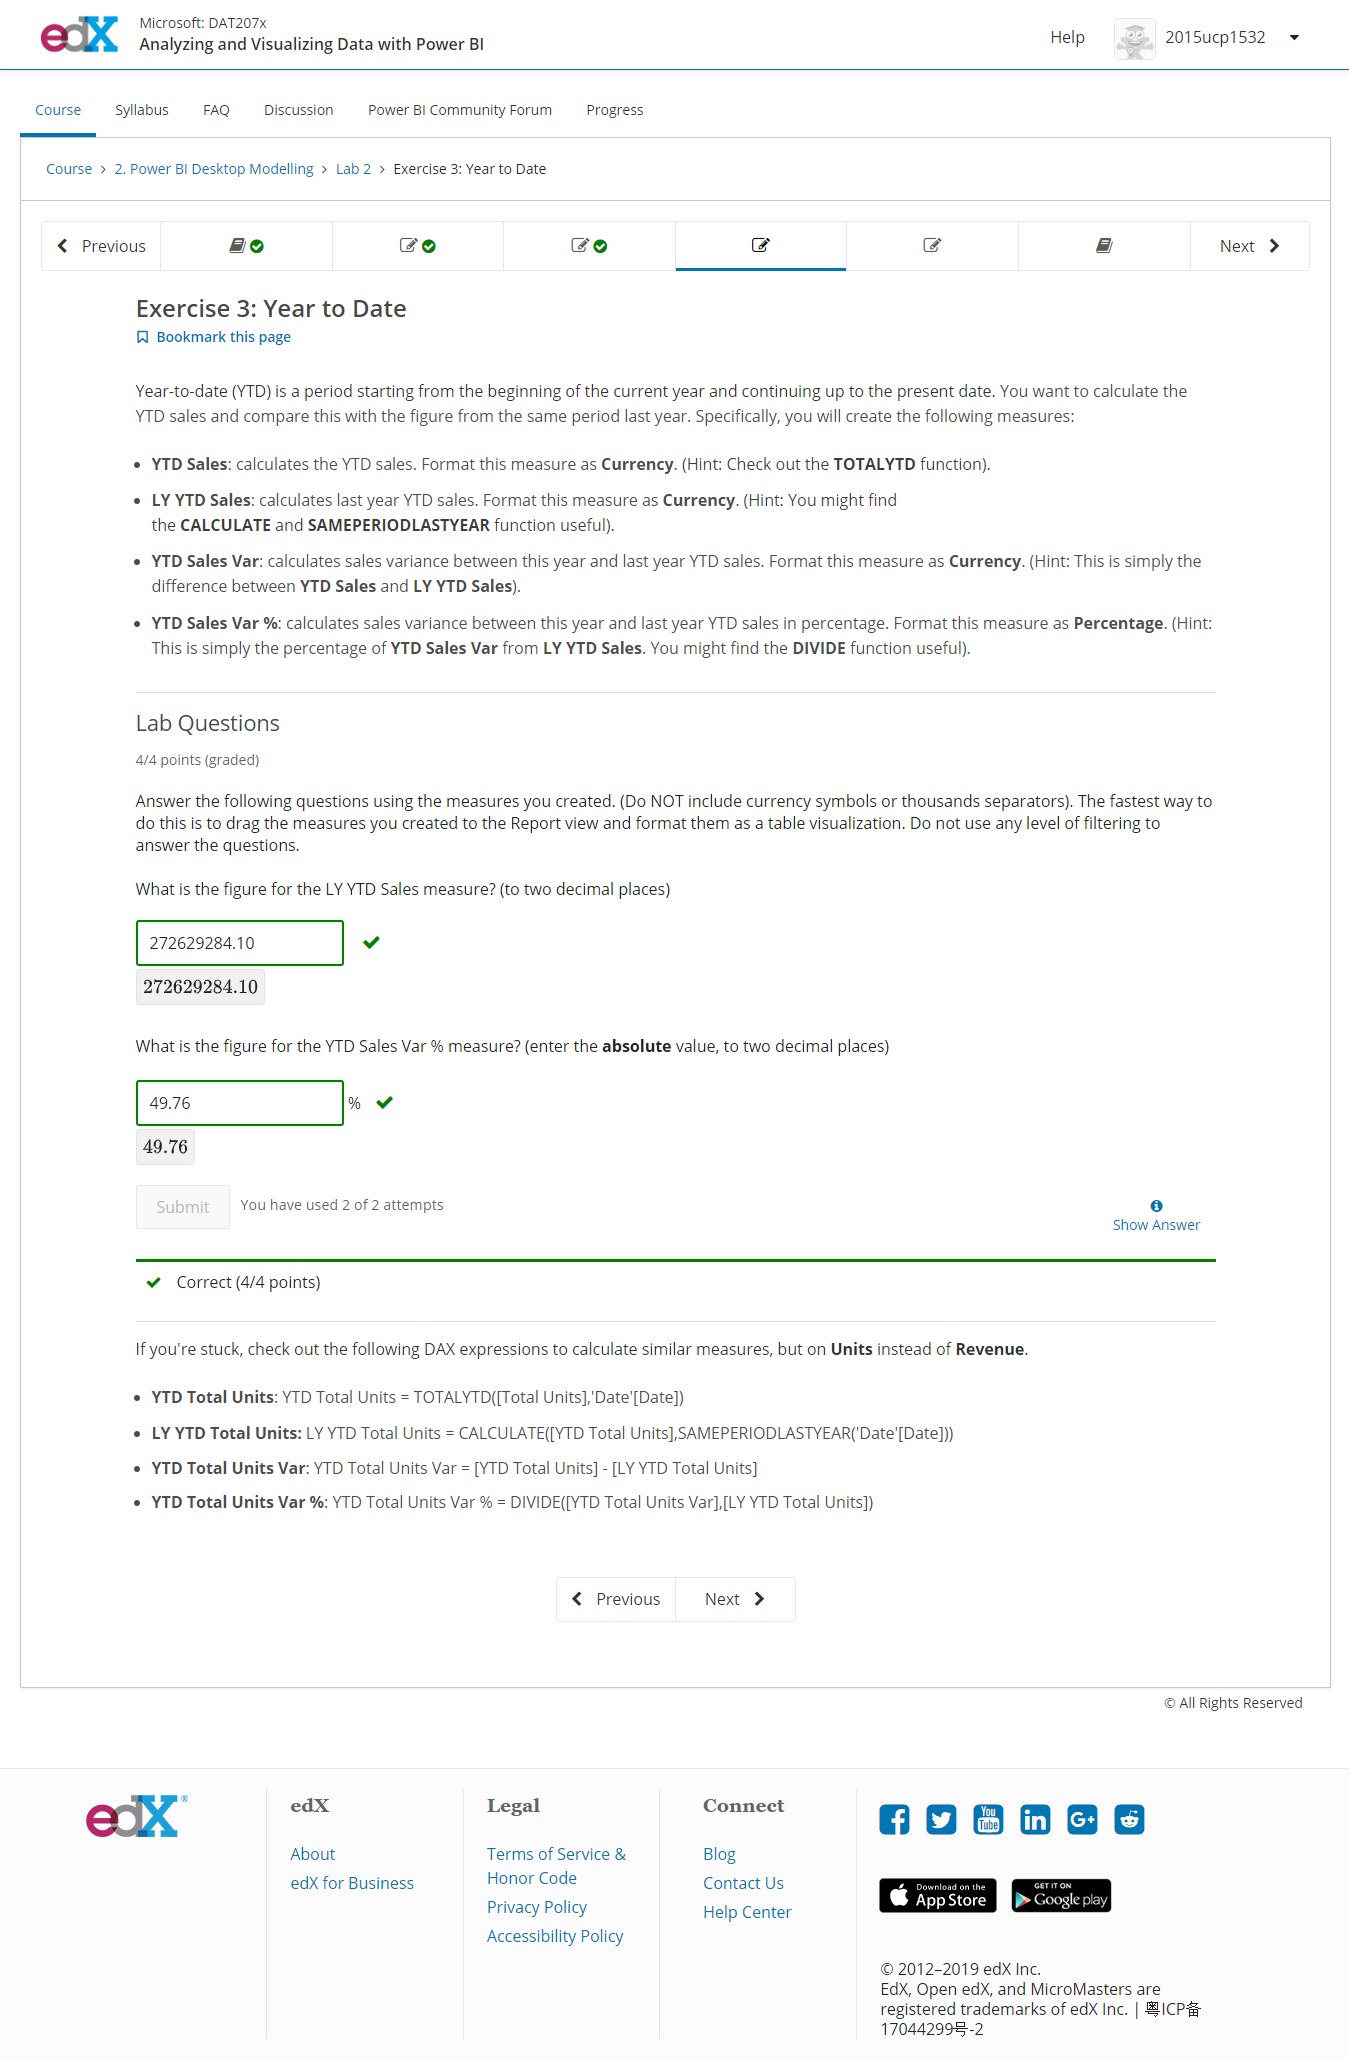 edX
Microsoft: DAT207x
Analyzing and Visualizing Data with Power BI
Help
2015ucp1532
Course
Syllabus
FAQ
Discussion
Power BI Community Forum
Progress
Course > 2. Power BI Desktop Modelling > Lab 2 > Exercise 3: Year to Date
Previous
Next
Exercise 3: Year to Date
Bookmark this page
Year-to-date (YTD) is a period starting from the beginning of the current year and continuing up to the present date. You want to calculate the
YTD sales and compare this with the figure from the same period last year. Specifically, you will create the following measures:
• YTD Sales: calculates the YTD sales. Format this measure as Currency. (Hint: Check out the TOTALYTD function).
• LY YTD Sales: calculates last year YTD sales. Format this measure as Currency. (Hint: You might find
the CALCULATE and SAMEPERIODLASTYEAR function useful).
• YTD Sales Var: calculates sales variance between this year and last year YTD sales. Format this measure as Currency. (Hint: This is simply the
difference between YTD Sales and LY YTD Sales).
• YTD Sales Var %: calculates sales variance between this year and last year YTD sales in percentage. Format this measure as Percentage. (Hint:
This is simply the percentage of YTD Sales Var from LY YTD Sales. You might find the DIVIDE function useful).
Lab Questions
4/4 points (graded)
Answer the following questions using the measures you created. (Do NOT include currency symbols or thousands separators). The fastest way to
do this is to drag the measures you created to the Report view and format them as a table visualization. Do not use any level of filtering to
answer the questions.
What is the figure for the LY YTD Sales measure? (to two decimal places)
272629284.10
272629284.10
What is the figure for the YTD Sales Var % measure? (enter the absolute value, to two decimal places)
49.76 %
49.76
Submit
You have used 2 of 2 attempts
Show Answer
Correct (4/4 points)
If you're stuck, check out the following DAX expressions to calculate similar measures, but on Units instead of Revenue.
• YTD Total Units: YTD Total Units = TOTALYTD([Total Units],'Date'[Date])
• LY YTD Total Units: LY YTD Total Units = CALCULATE([YTD Total Units],SAMEPERIODLASTYEAR('Date'[Date]))
• YTD Total Units Var: YTD Total Units Var = [YTD Total Units] - [LY YTD Total Units]
• YTD Total Units Var %: YTD Total Units Var % = DIVIDE([YTD Total Units Var],[LY YTD Total Units])
Previous
Next
© All Rights Reserved
edX®
edX
About
edX for Business
Legal
Terms of Service &
Honor Code
Privacy Policy
Accessibility Policy
Connect
Blog
Contact Us
Help Center
You
Tube
in
G+
Download on the
App Store
GET IT ON
Google play
© 2012–2019 edX Inc.
EdX, Open edX, and MicroMasters are
registered trademarks of edX Inc. | 粤ICP备
17044299号-2